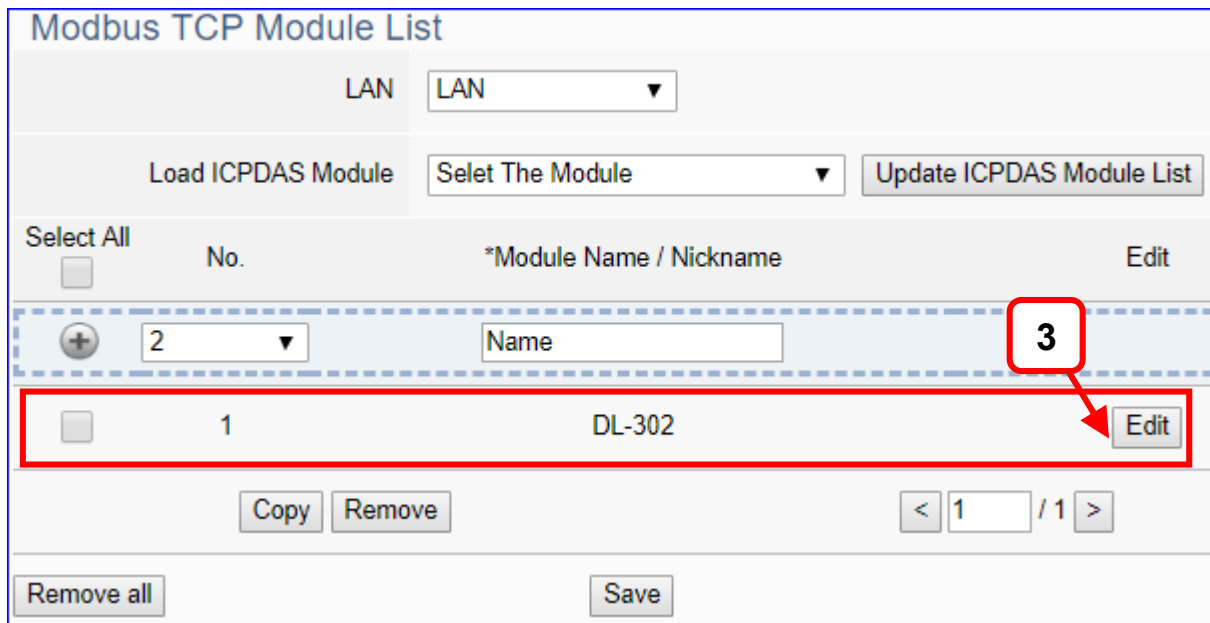 Modbus TCP Module List
LAN LAN ▼
Load ICPDAS Module Selet The Module ▼ Update ICPDAS Module List
Select All No. *Module Name / Nickname Edit
+ 2 ▼ Name 3
1 DL-302 Edit
Copy Remove < 1 / 1 >
Remove all Save